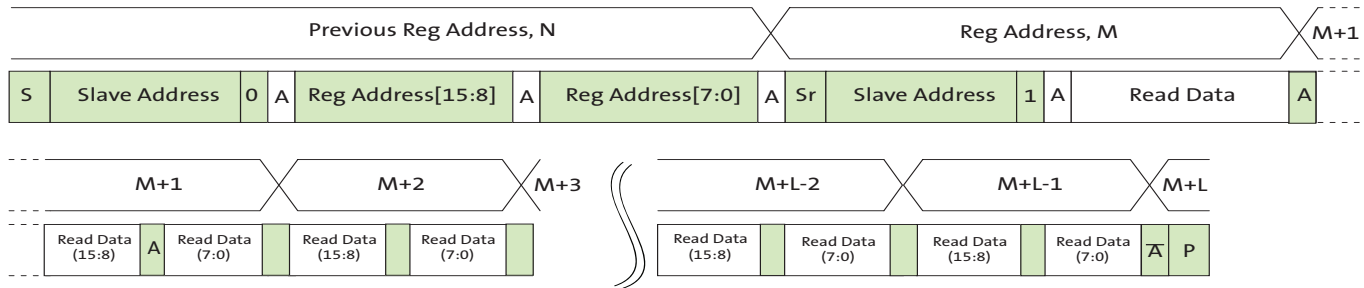 Previous Reg Address, N Reg Address, M M+1
S Slave Address 0 A Reg Address[15:8] A Reg Address[7:0] A Sr Slave Address 1 A Read Data A
M+1 M+2 M+3 M+L-2 M+L-1 M+L
Read Data A Read Data Read Data Read Data Read Data Read Data Read Data Read Data A̅ P
(15:8) (7:0) (15:8) (7:0) (15:8) (7:0) (15:8) (7:0)